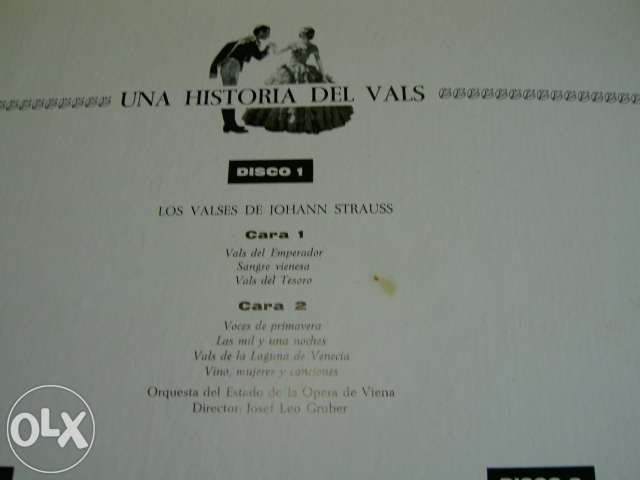 UNA HISTORIA DEL VALS
DISCO 1
LOS VALSES DE JOHANN STRAUSS
Cara 1
Vals del Emperador
Sangre vienesa
Vals del Tesoro
Cara 2
Voces de primavera
Las mil y una noches
Vals de la Laguna de Venecia
Vino, mujeres y canciones
Orquesta del Estado de la Opera de Viena
Director: Josef Leo Gruber
OLX